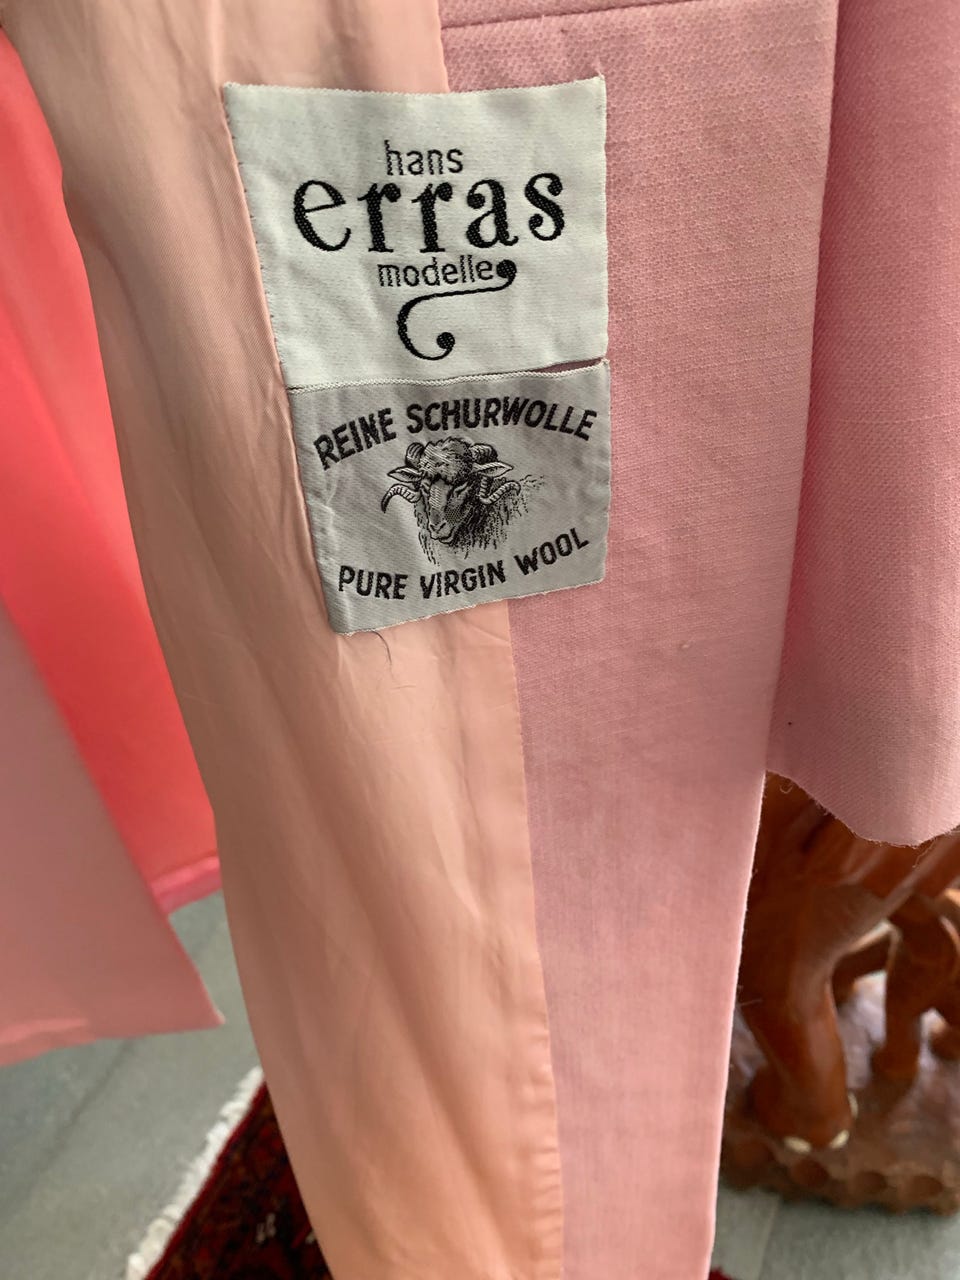 hans
erras
modelle
REINE SCHURWOLLE
PURE VIRGIN WOOL